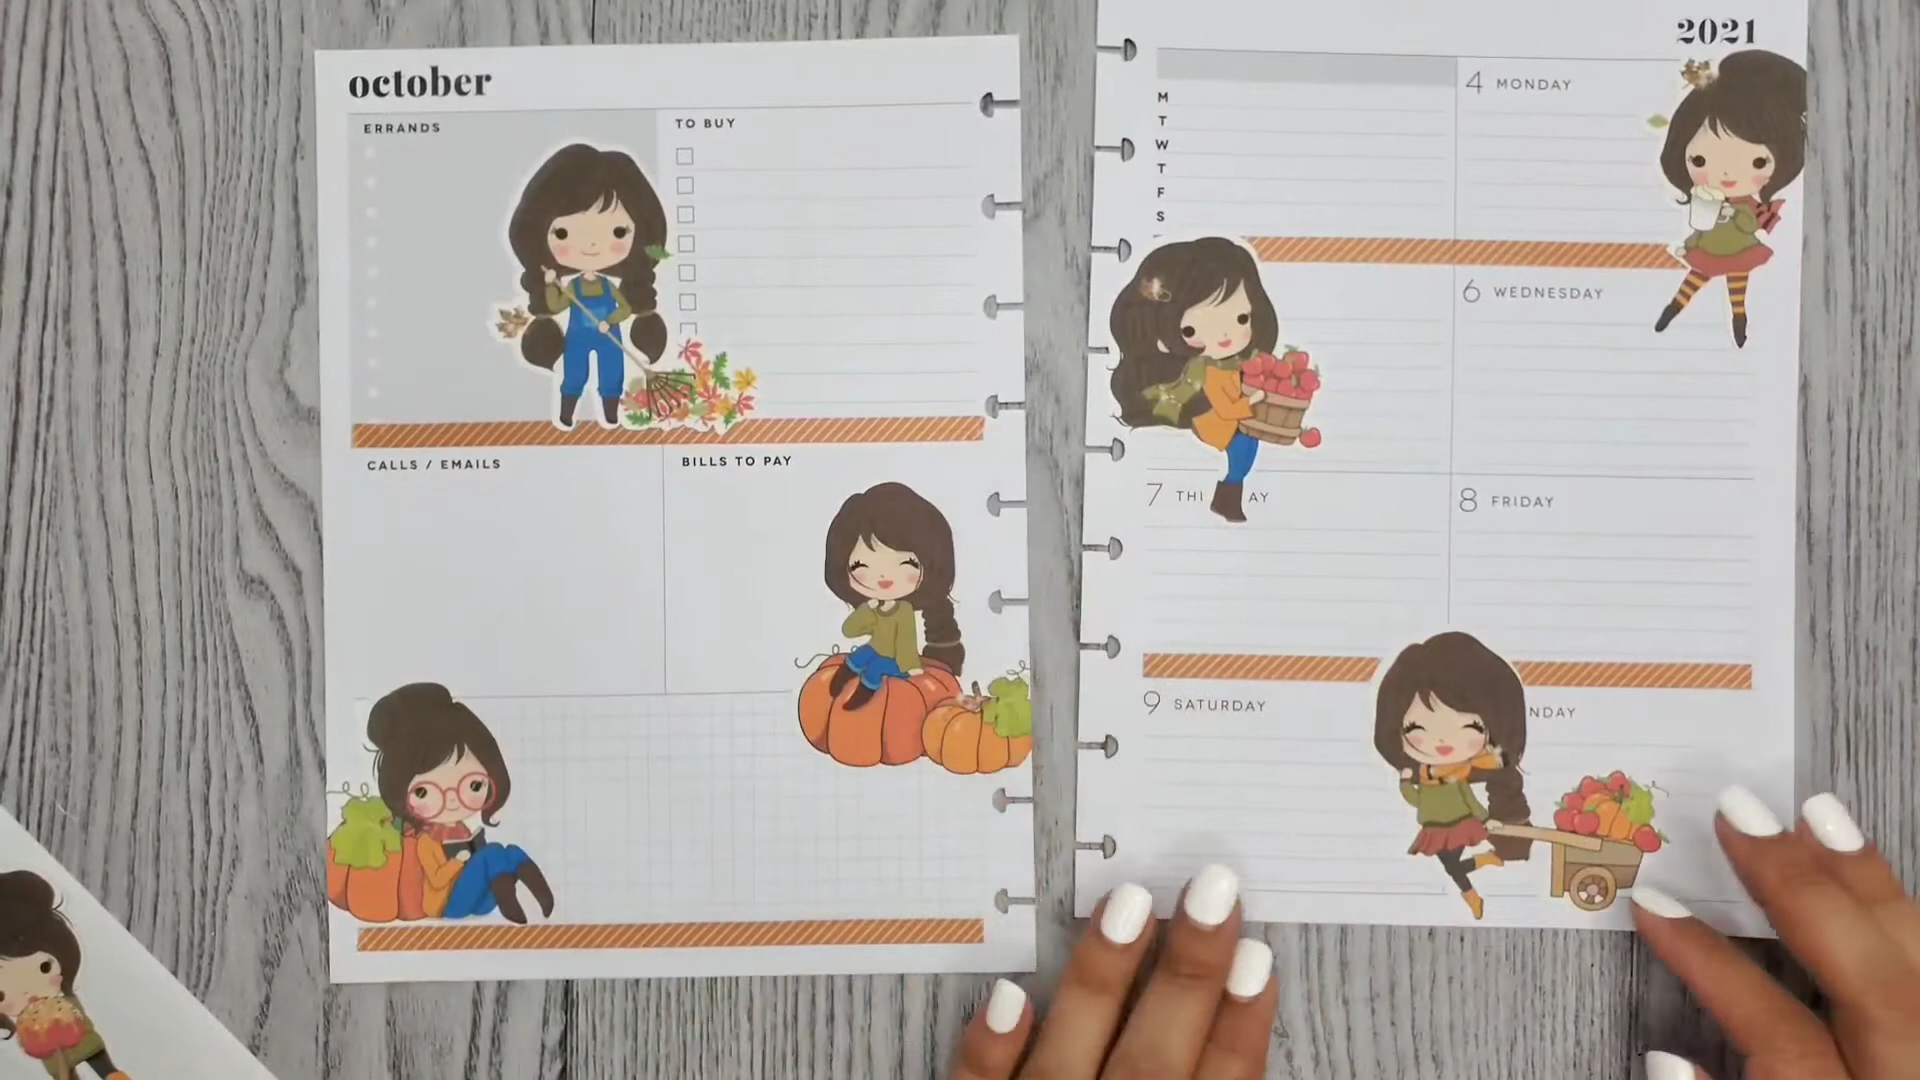 october
ERRANDS
TO BUY
CALLS / EMAILS
BILLS TO PAY
2021
M
T
W
T
F
S
4 MONDAY
6 WEDNESDAY
7 THU AY
8 FRIDAY
9 SATURDAY
NDAY